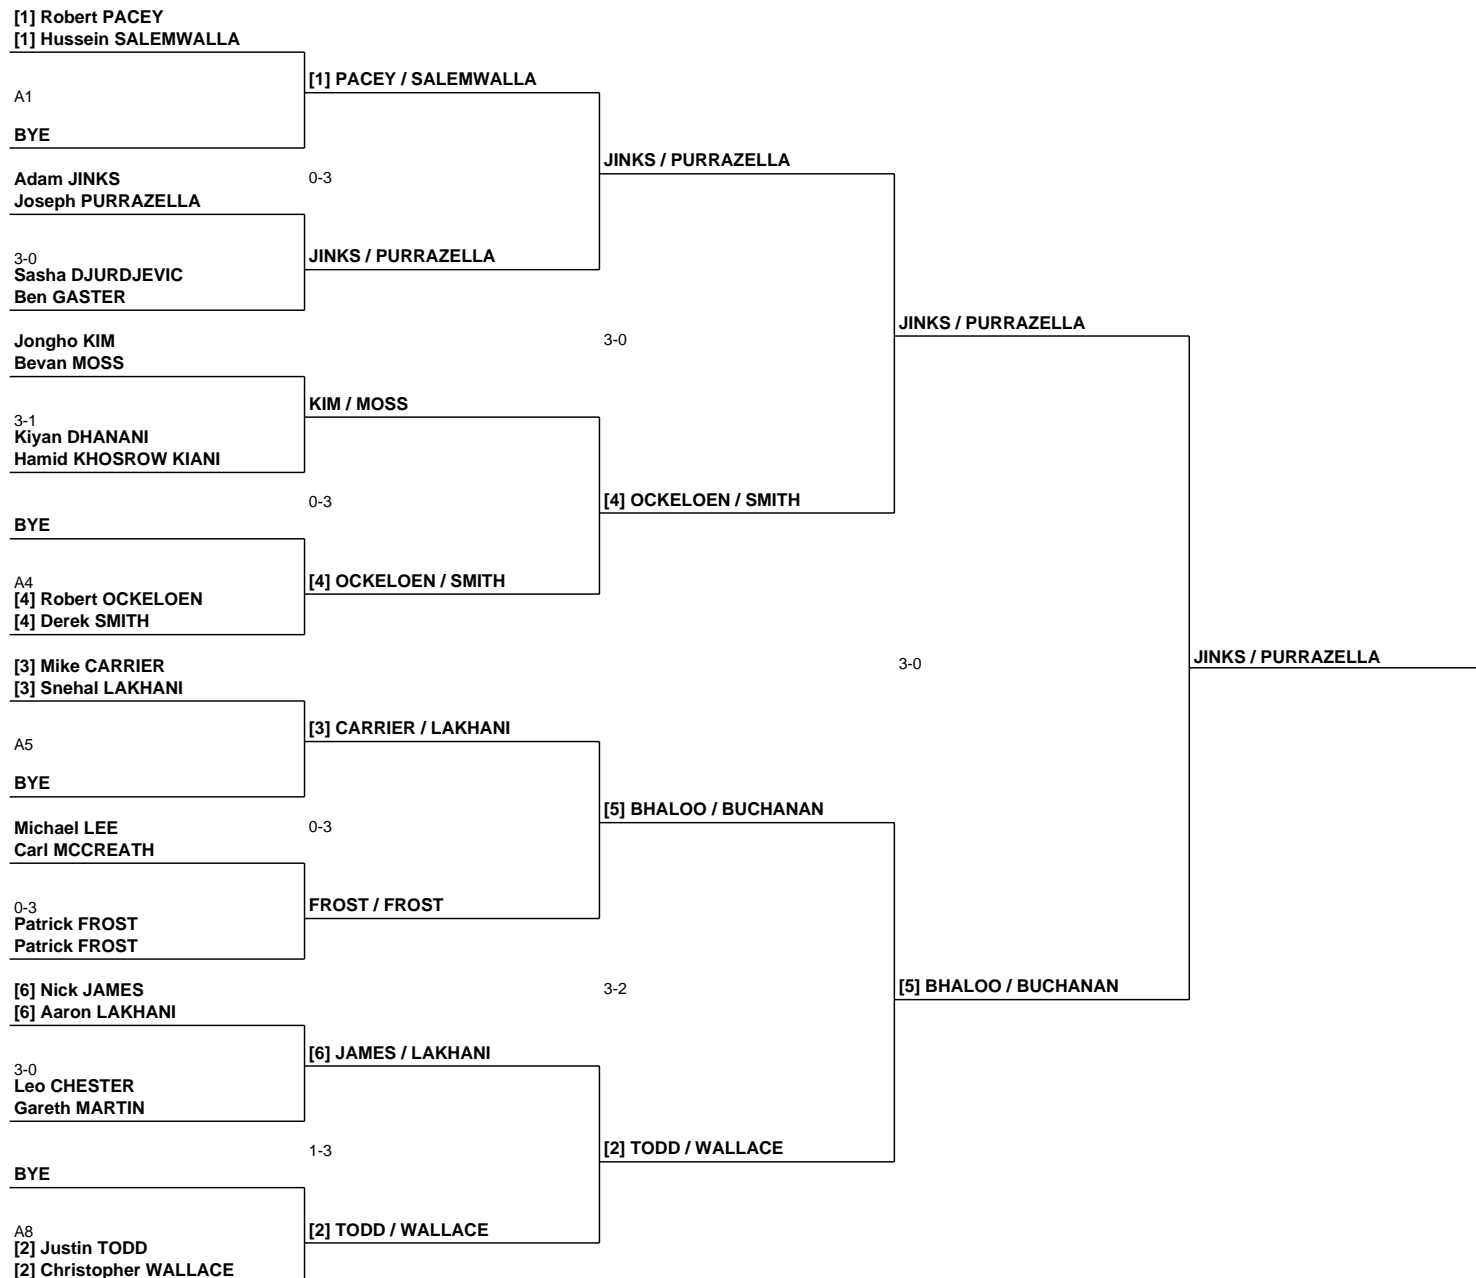 [1] Robert PACEY
[1] Hussein SALEMWALLA
[1] PACEY / SALEMWALLA
A1
BYE
JINKS / PURRAZELLA
Adam JINKS
0-3
Joseph PURRAZELLA
JINKS / PURRAZELLA
3-0
Sasha DJURDJEVIC
Ben GASTER
JINKS / PURRAZELLA
Jongho KIM
3-0
Bevan MOSS
KIM / MOSS
3-1
Kiyan DHANANI
Hamid KHOSROW KIANI
0-3
[4] OCKELOEN / SMITH
BYE
A4
[4] OCKELOEN / SMITH
[4] Robert OCKELOEN
[4] Derek SMITH
JINKS / PURRAZELLA
[3] Mike CARRIER
3-0
[3] Snehal LAKHANI
[3] CARRIER / LAKHANI
A5
BYE
[5] BHALOO / BUCHANAN
Michael LEE
0-3
Carl MCCREATH
FROST / FROST
0-3
Patrick FROST
Patrick FROST
[6] Nick JAMES
3-2
[5] BHALOO / BUCHANAN
[6] Aaron LAKHANI
[6] JAMES / LAKHANI
3-0
Leo CHESTER
Gareth MARTIN
1-3
[2] TODD / WALLACE
BYE
A8
[2] TODD / WALLACE
[2] Justin TODD
[2] Christopher WALLACE